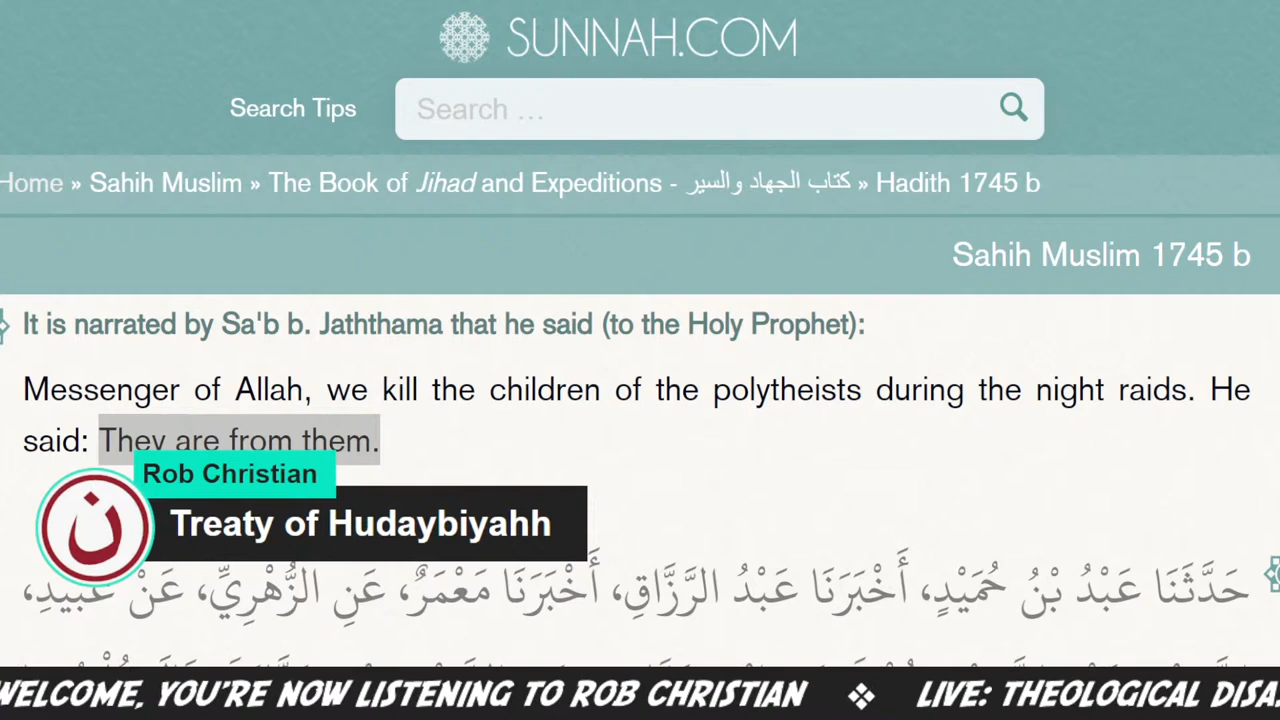 SUNNAH.COM
Search Tips
Search ...
Home » Sahih Muslim » The Book of Jihad and Expeditions - كتاب الجهاد والسير » Hadith 1745 b
Sahih Muslim 1745 b
It is narrated by Sa'b b. Jaththama that he said (to the Holy Prophet):
Messenger of Allah, we kill the children of the polytheists during the night raids. He
said: They are from them.
Rob Christian
ن
Treaty of Hudaybiyahh
حَدَّثَنَا عَبْدُ بْنُ حُمَيْدٍ، أَخْبَرَنَا عَبْدُ الرَّزَّاقِ، أَخْبَرَنَا مَعْمَرٌ، عَنِ الزُّهْرِيِّ، عَنْ عُبَيْدِ،
WELCOME, YOU'RE NOW LISTENING TO ROB CHRISTIAN ❖ LIVE: THEOLOGICAL DISA